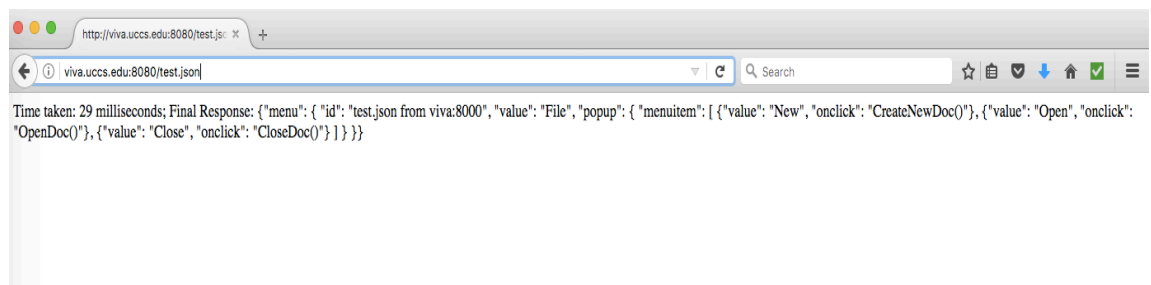 http://viva.uccs.edu:8080/test.jsc
viva.uccs.edu:8080/test.json
Search
Time taken: 29 milliseconds; Final Response: {"menu": { "id": "test.json from viva:8000", "value": "File", "popup": { "menuitem": [ {"value": "New", "onclick": "CreateNewDoc()"}, {"value": "Open", "onclick":
"OpenDoc()"}, {"value": "Close", "onclick": "CloseDoc()"} ] } }}